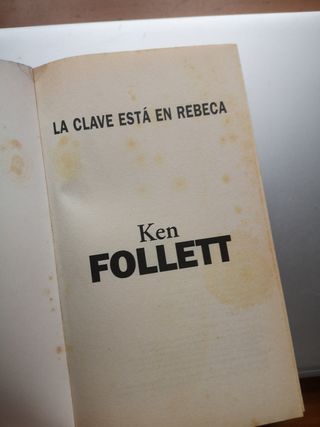 LA CLAVE ESTÁ EN REBECA
Ken
FOLLETT